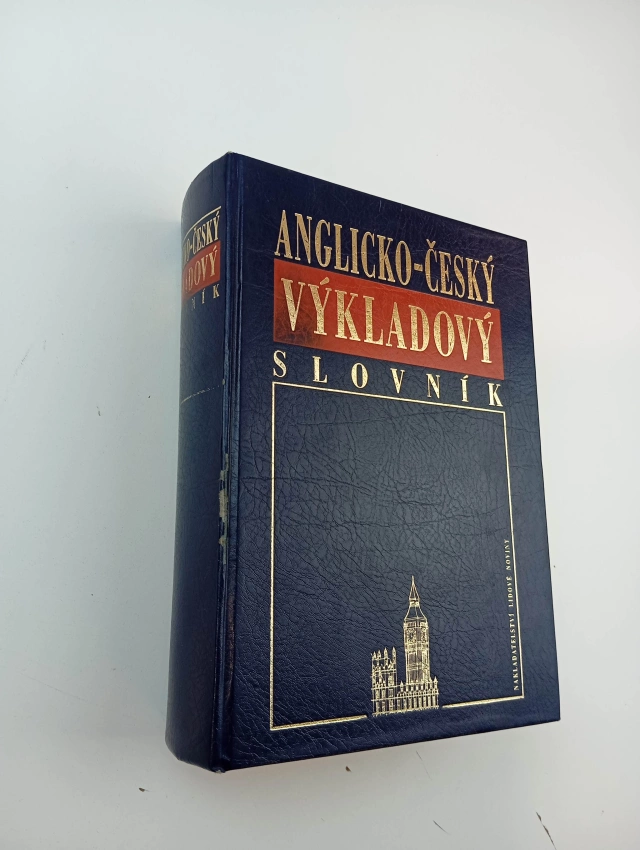 ANGLICKO-ČESKÝ
VÝKLADOVÝ
SLOVNÍK
NAKLADATELSTVÍ LIDOVÉ NOVINY